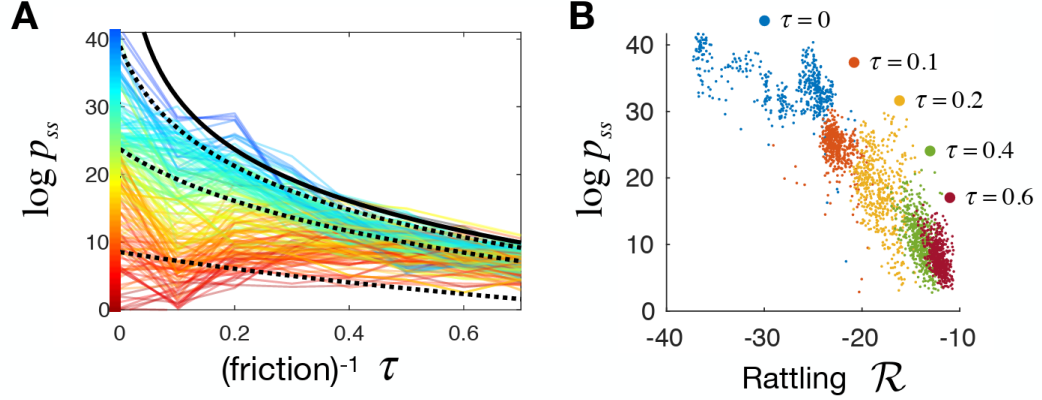 A
40
30
20
10
0
log p_ss
0
0.2
0.4
0.6
(friction)⁻¹ τ
B
40
30
20
10
0
log p_ss
τ = 0
τ = 0.1
τ = 0.2
τ = 0.4
τ = 0.6
-40
-30
-20
-10
Rattling ℛ